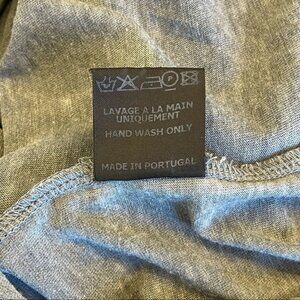 LAVAGE A LA MAIN
UNIQUEMENT
HAND WASH ONLY
MADE IN PORTUGAL